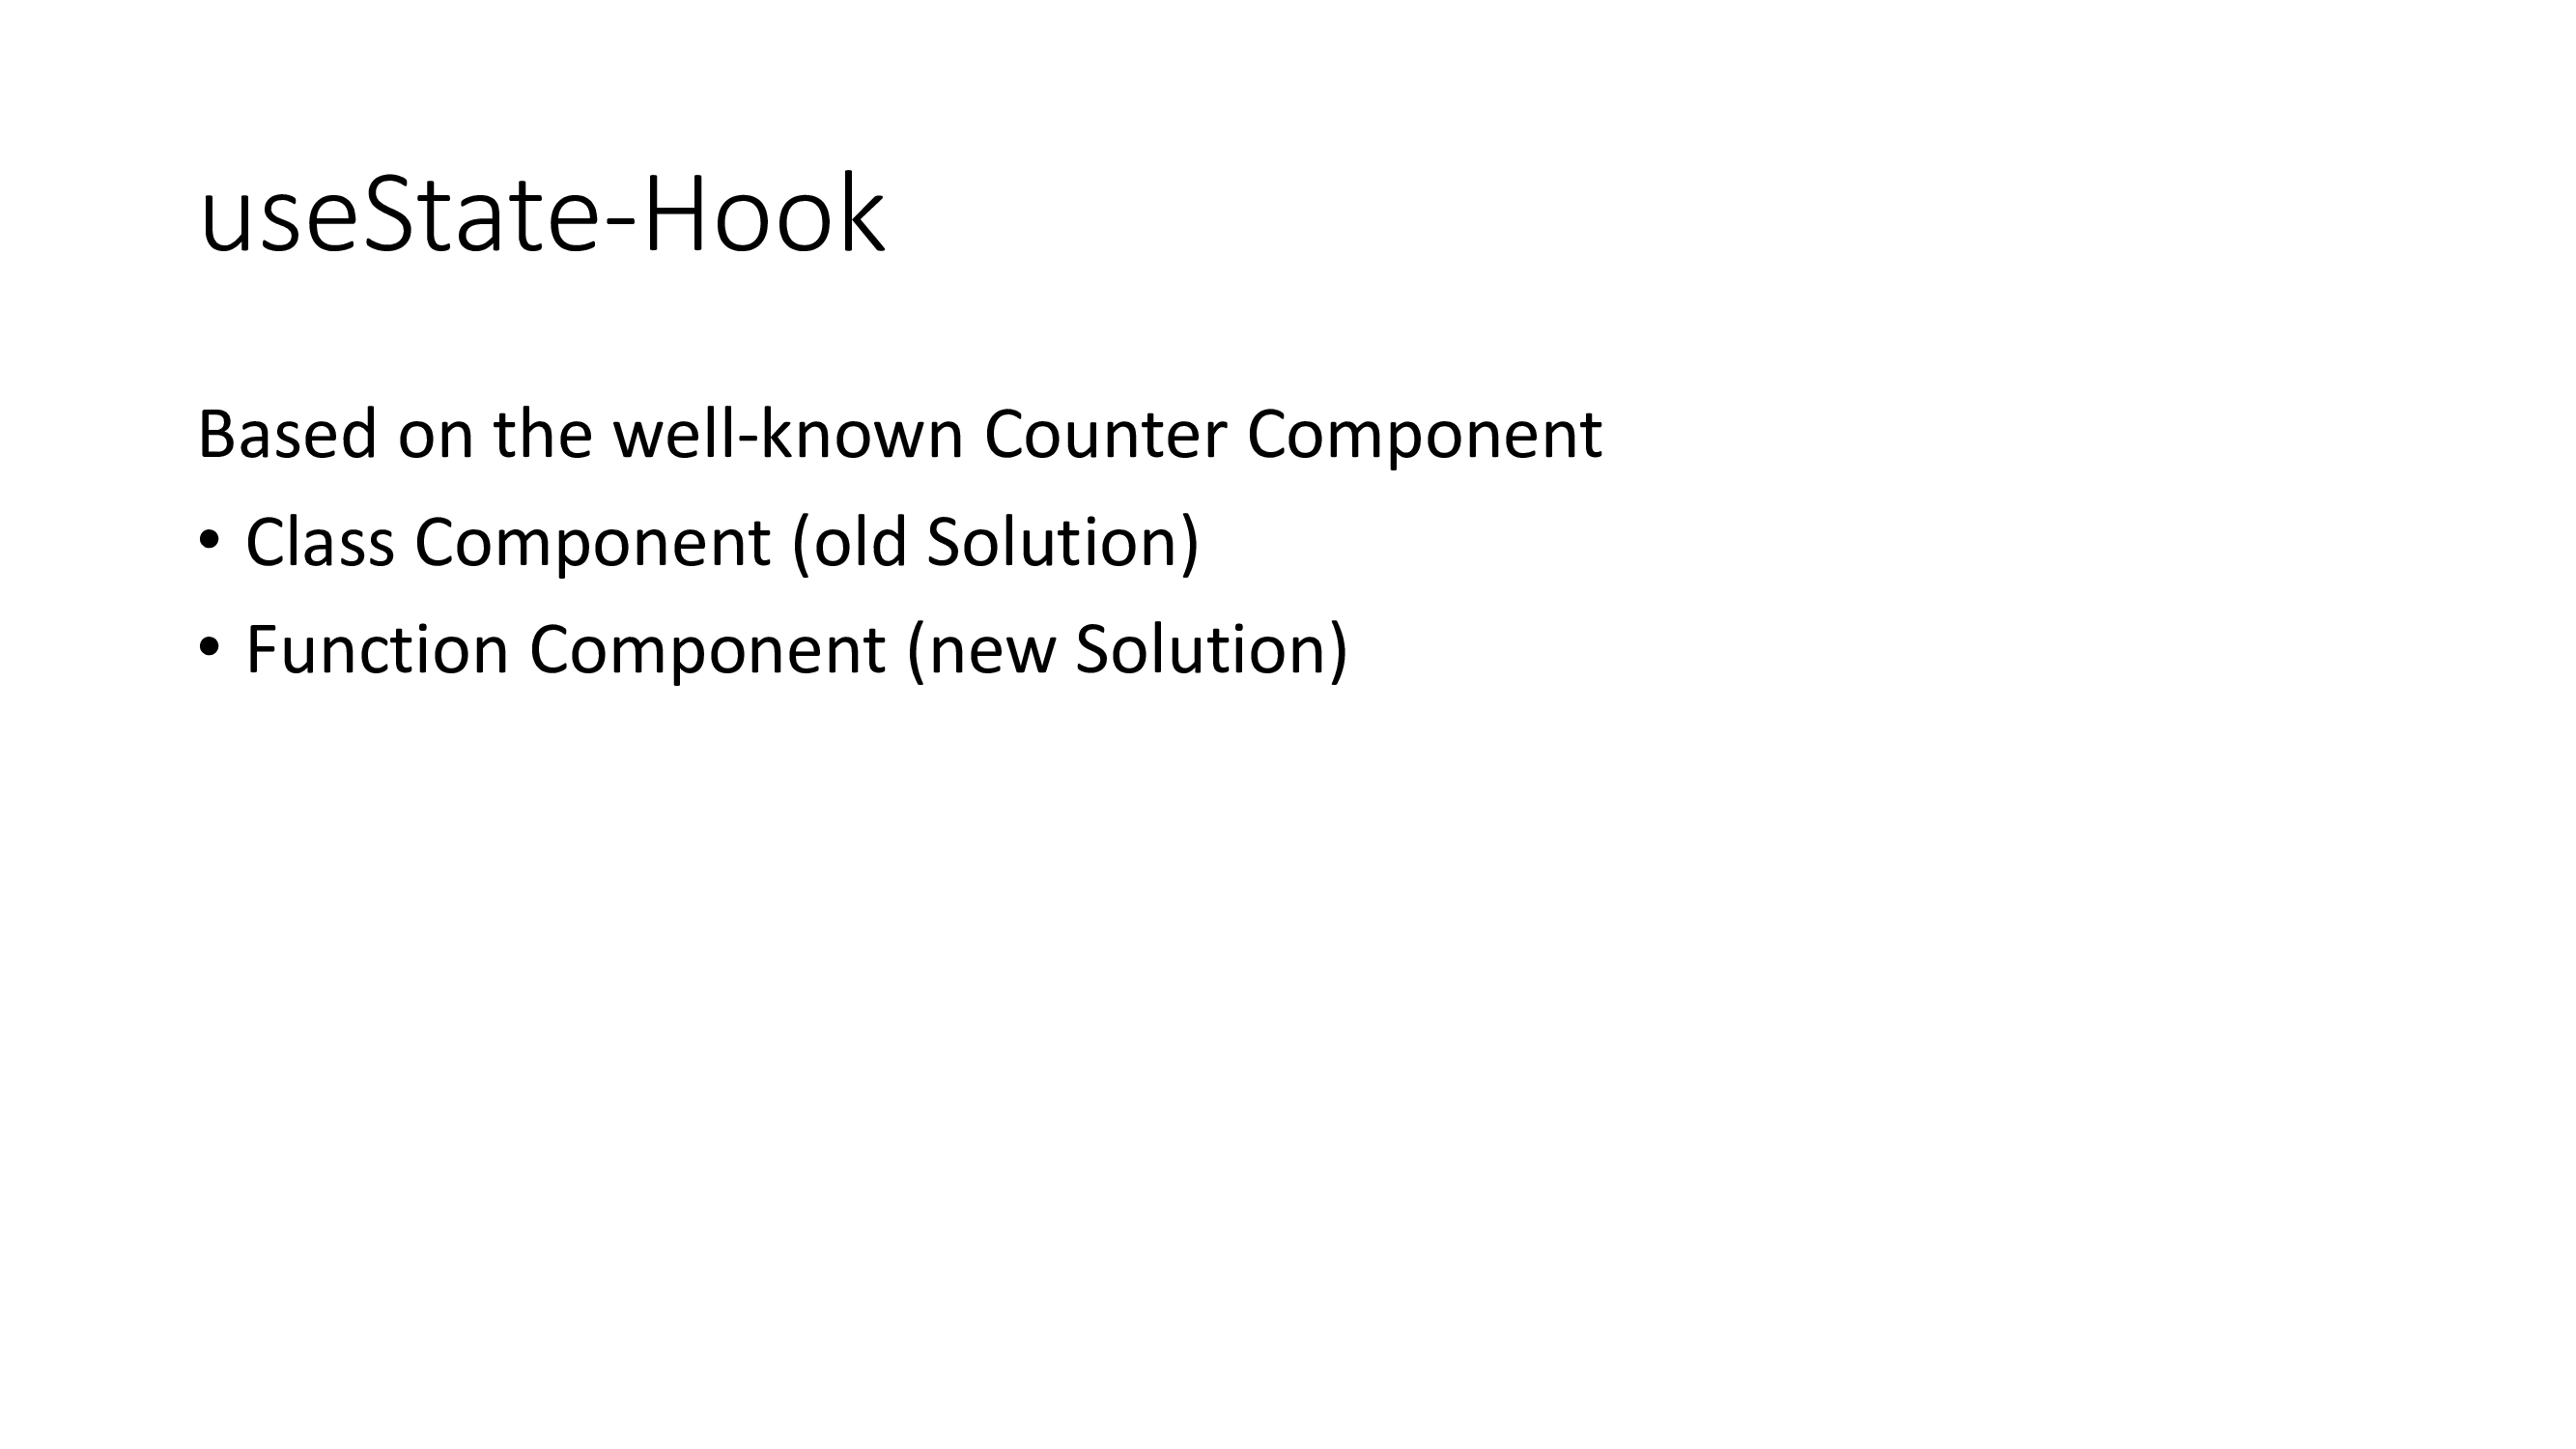 useState-Hook
Based on the well-known Counter Component
• Class Component (old Solution)
• Function Component (new Solution)